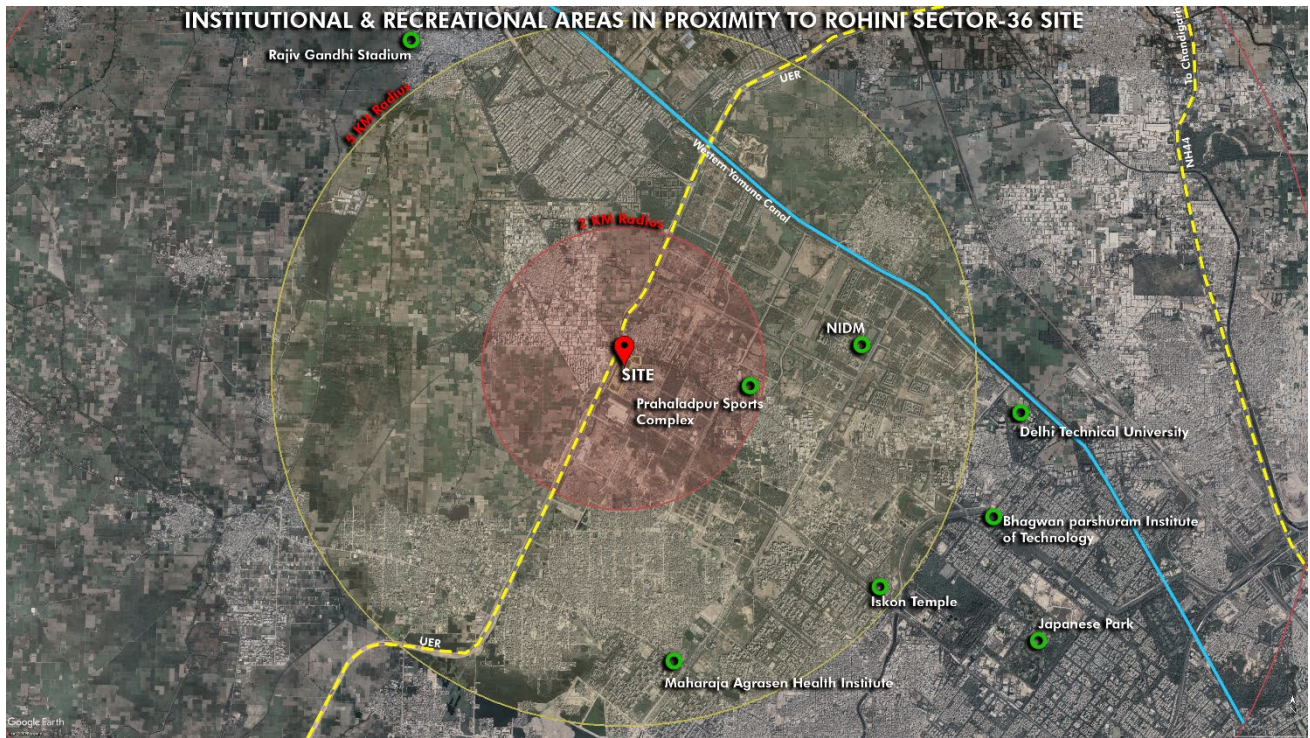 INSTITUTIONAL & RECREATIONAL AREAS IN PROXIMITY TO ROHINI SECTOR-36 SITE
Rajiv Gandhi Stadium
To Chandigarh
UER
KM Radius
NH44
Western Yamuna Canal
2 KM Radius
NIDM
SITE
Prahaladpur Sports
Complex
Delhi Technical University
Bhagwan parshuram Institute
of Technology
Iskon Temple
Japanese Park
UER
Maharaja Agrasen Health Institute
Google Earth